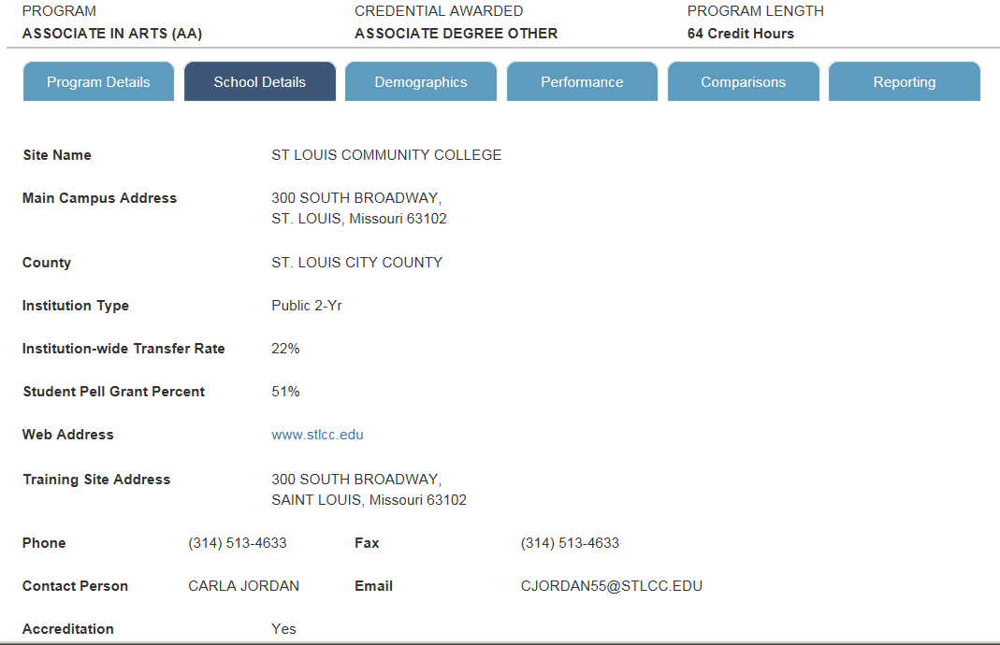 PROGRAM CREDENTIAL AWARDED PROGRAM LENGTH
ASSOCIATE IN ARTS (AA) ASSOCIATE DEGREE OTHER 64 Credit Hours
Program Details School Details Demographics Performance Comparisons Reporting
Site Name ST LOUIS COMMUNITY COLLEGE
Main Campus Address 300 SOUTH BROADWAY,
ST. LOUIS, Missouri 63102
County ST. LOUIS CITY COUNTY
Institution Type Public 2-Yr
Institution-wide Transfer Rate 22%
Student Pell Grant Percent 51%
Web Address www.stlcc.edu
Training Site Address 300 SOUTH BROADWAY,
SAINT LOUIS, Missouri 63102
Phone (314) 513-4633 Fax (314) 513-4633
Contact Person CARLA JORDAN Email CJORDAN55@STLCC.EDU
Accreditation Yes